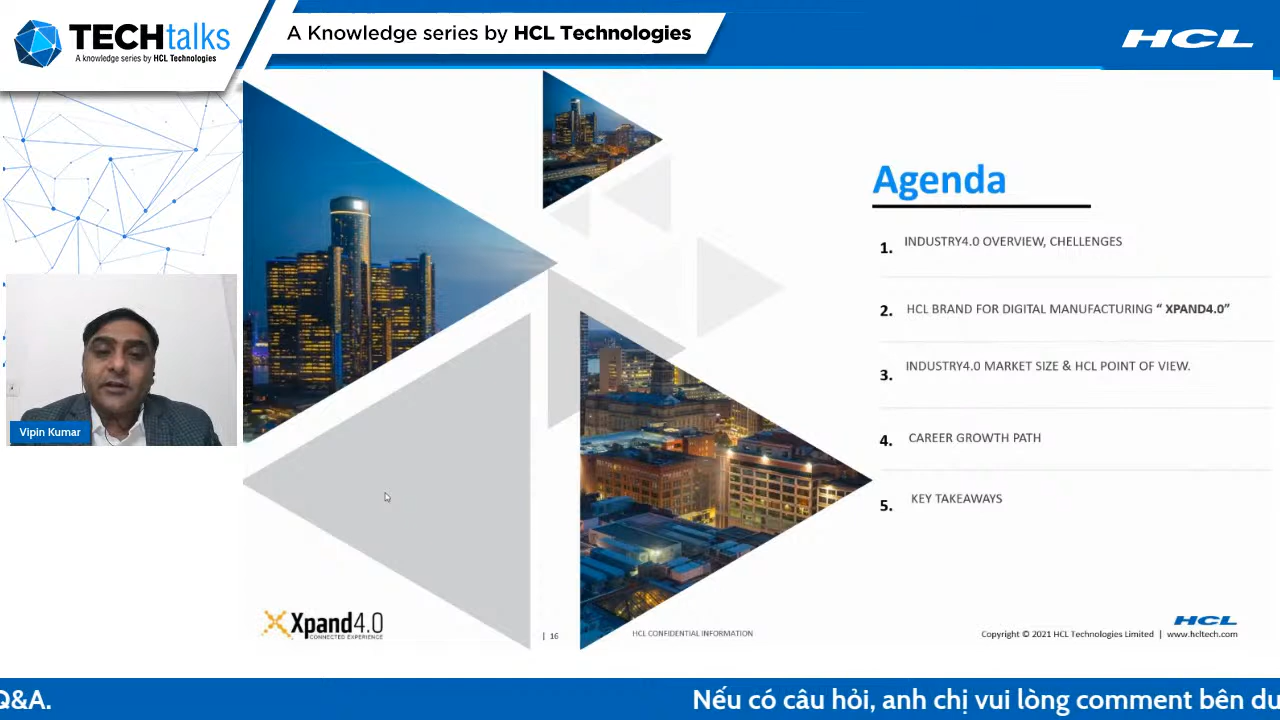 TECHtalks
A knowledge series by HCL Technologies
A Knowledge series by HCL Technologies
HCL
Agenda
1. INDUSTRY4.0 OVERVIEW, CHELLENGES
2. HCL BRAND FOR DIGITAL MANUFACTURING “ XPAND4.0”
3. INDUSTRY4.0 MARKET SIZE & HCL POINT OF VIEW.
4. CAREER GROWTH PATH
5. KEY TAKEAWAYS
Vipin Kumar
Xpand4.0
CONNECTED EXPERIENCE
| 16
HCL CONFIDENTIAL INFORMATION
HCL
Copyright © 2021 HCL Technologies Limited | www.hcltech.com
Q&A. Nếu có câu hỏi, anh chị vui lòng comment bên